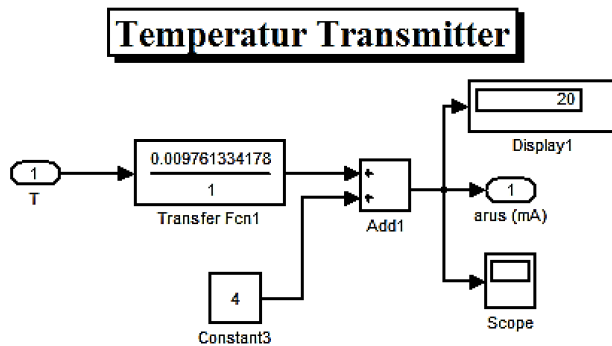 Temperatur Transmitter
20
Display1
0.009761334178
1
Transfer Fcn1
1
T
+
+
Add1
1
arus (mA)
4
Constant3
Scope